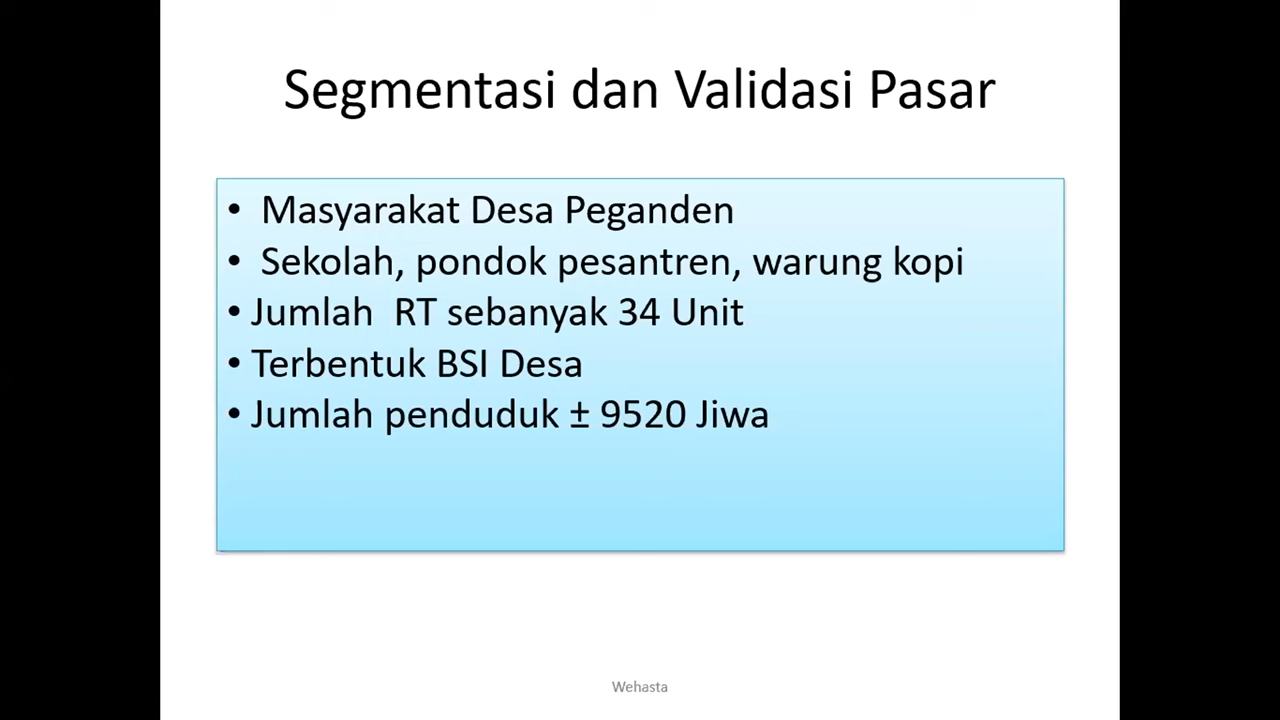 Segmentasi dan Validasi Pasar
• Masyarakat Desa Peganden
• Sekolah, pondok pesantren, warung kopi
• Jumlah RT sebanyak 34 Unit
• Terbentuk BSI Desa
• Jumlah penduduk ± 9520 Jiwa
Wehasta